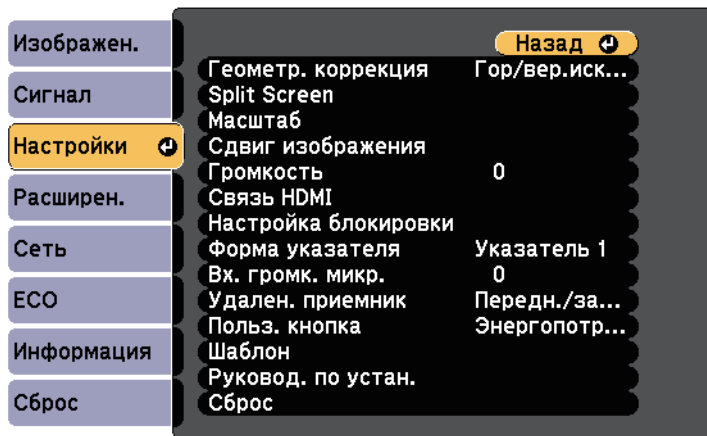 Изображен.
Сигнал
Настройки
Расширен.
Сеть
ECO
Информация
Сброс
Назад
Геометр. коррекция Гор/вер.иск...
Split Screen
Масштаб
Сдвиг изображения
Громкость 0
Связь HDMI
Настройка блокировки
Форма указателя Указатель 1
Вх. громк. микр. 0
Удален. приемник Передн./за...
Польз. кнопка Энергопотр...
Шаблон
Руковод. по устан.
Сброс